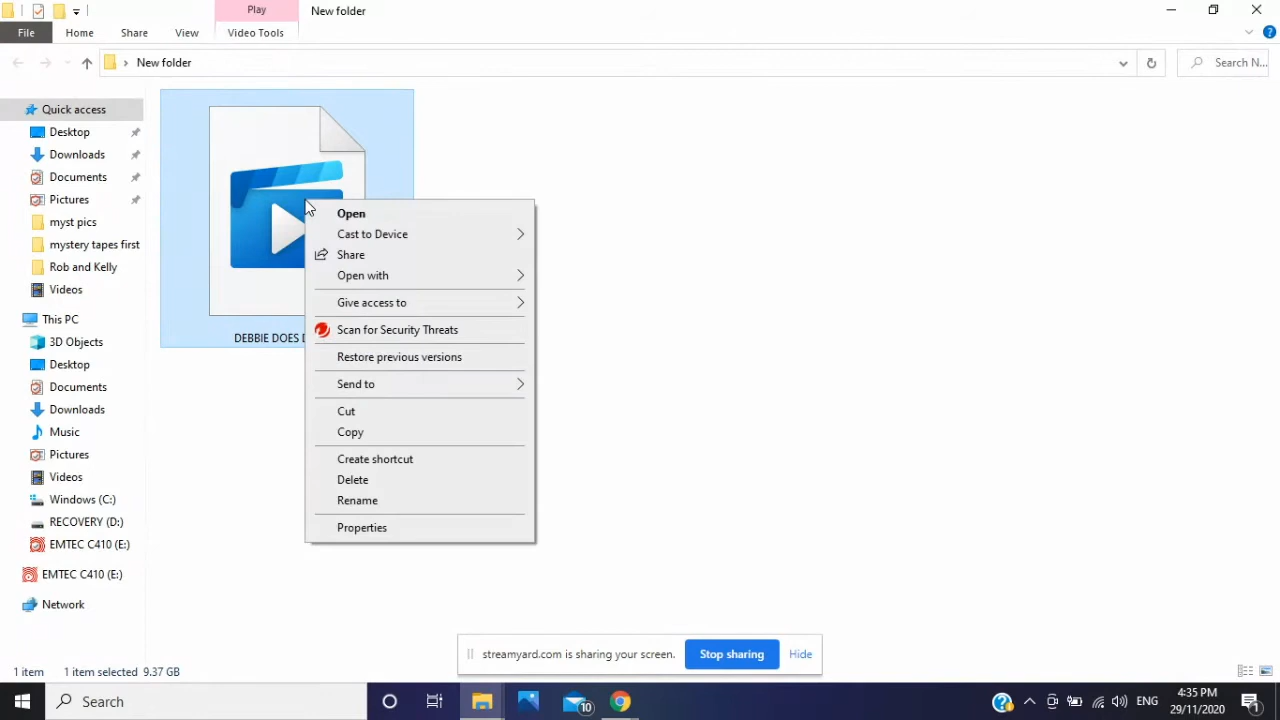 Play
New folder
File
Home
Share
View
Video Tools
New folder
Search N...
Quick access
Desktop
Downloads
Documents
Pictures
myst pics
mystery tapes first
Rob and Kelly
Videos
This PC
3D Objects
Desktop
Documents
Downloads
Music
Pictures
Videos
Windows (C:)
RECOVERY (D:)
EMTEC C410 (E:)
EMTEC C410 (E:)
Network
DEBBIE DOES
Open
Cast to Device
Share
Open with
Give access to
Scan for Security Threats
Restore previous versions
Send to
Cut
Copy
Create shortcut
Delete
Rename
Properties
streamyard.com is sharing your screen.
Stop sharing
Hide
1 item
1 item selected 9.37 GB
Search
10
ENG
4:35 PM
29/11/2020
1